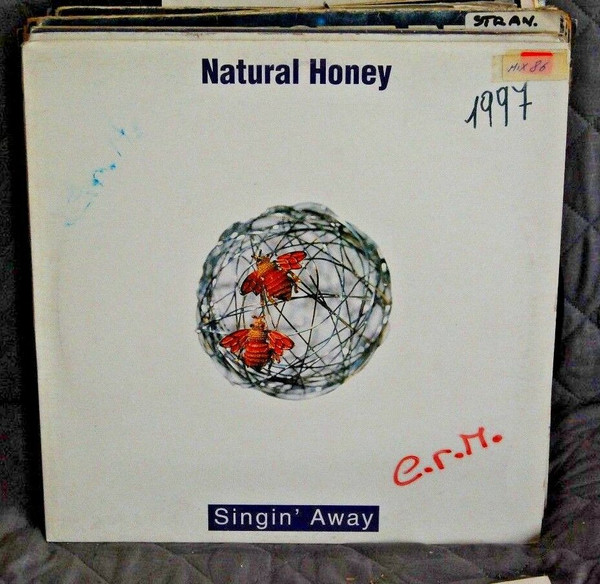 STRAN.
Natural Honey
MIX 86
1997
e.r.M.
Singin' Away